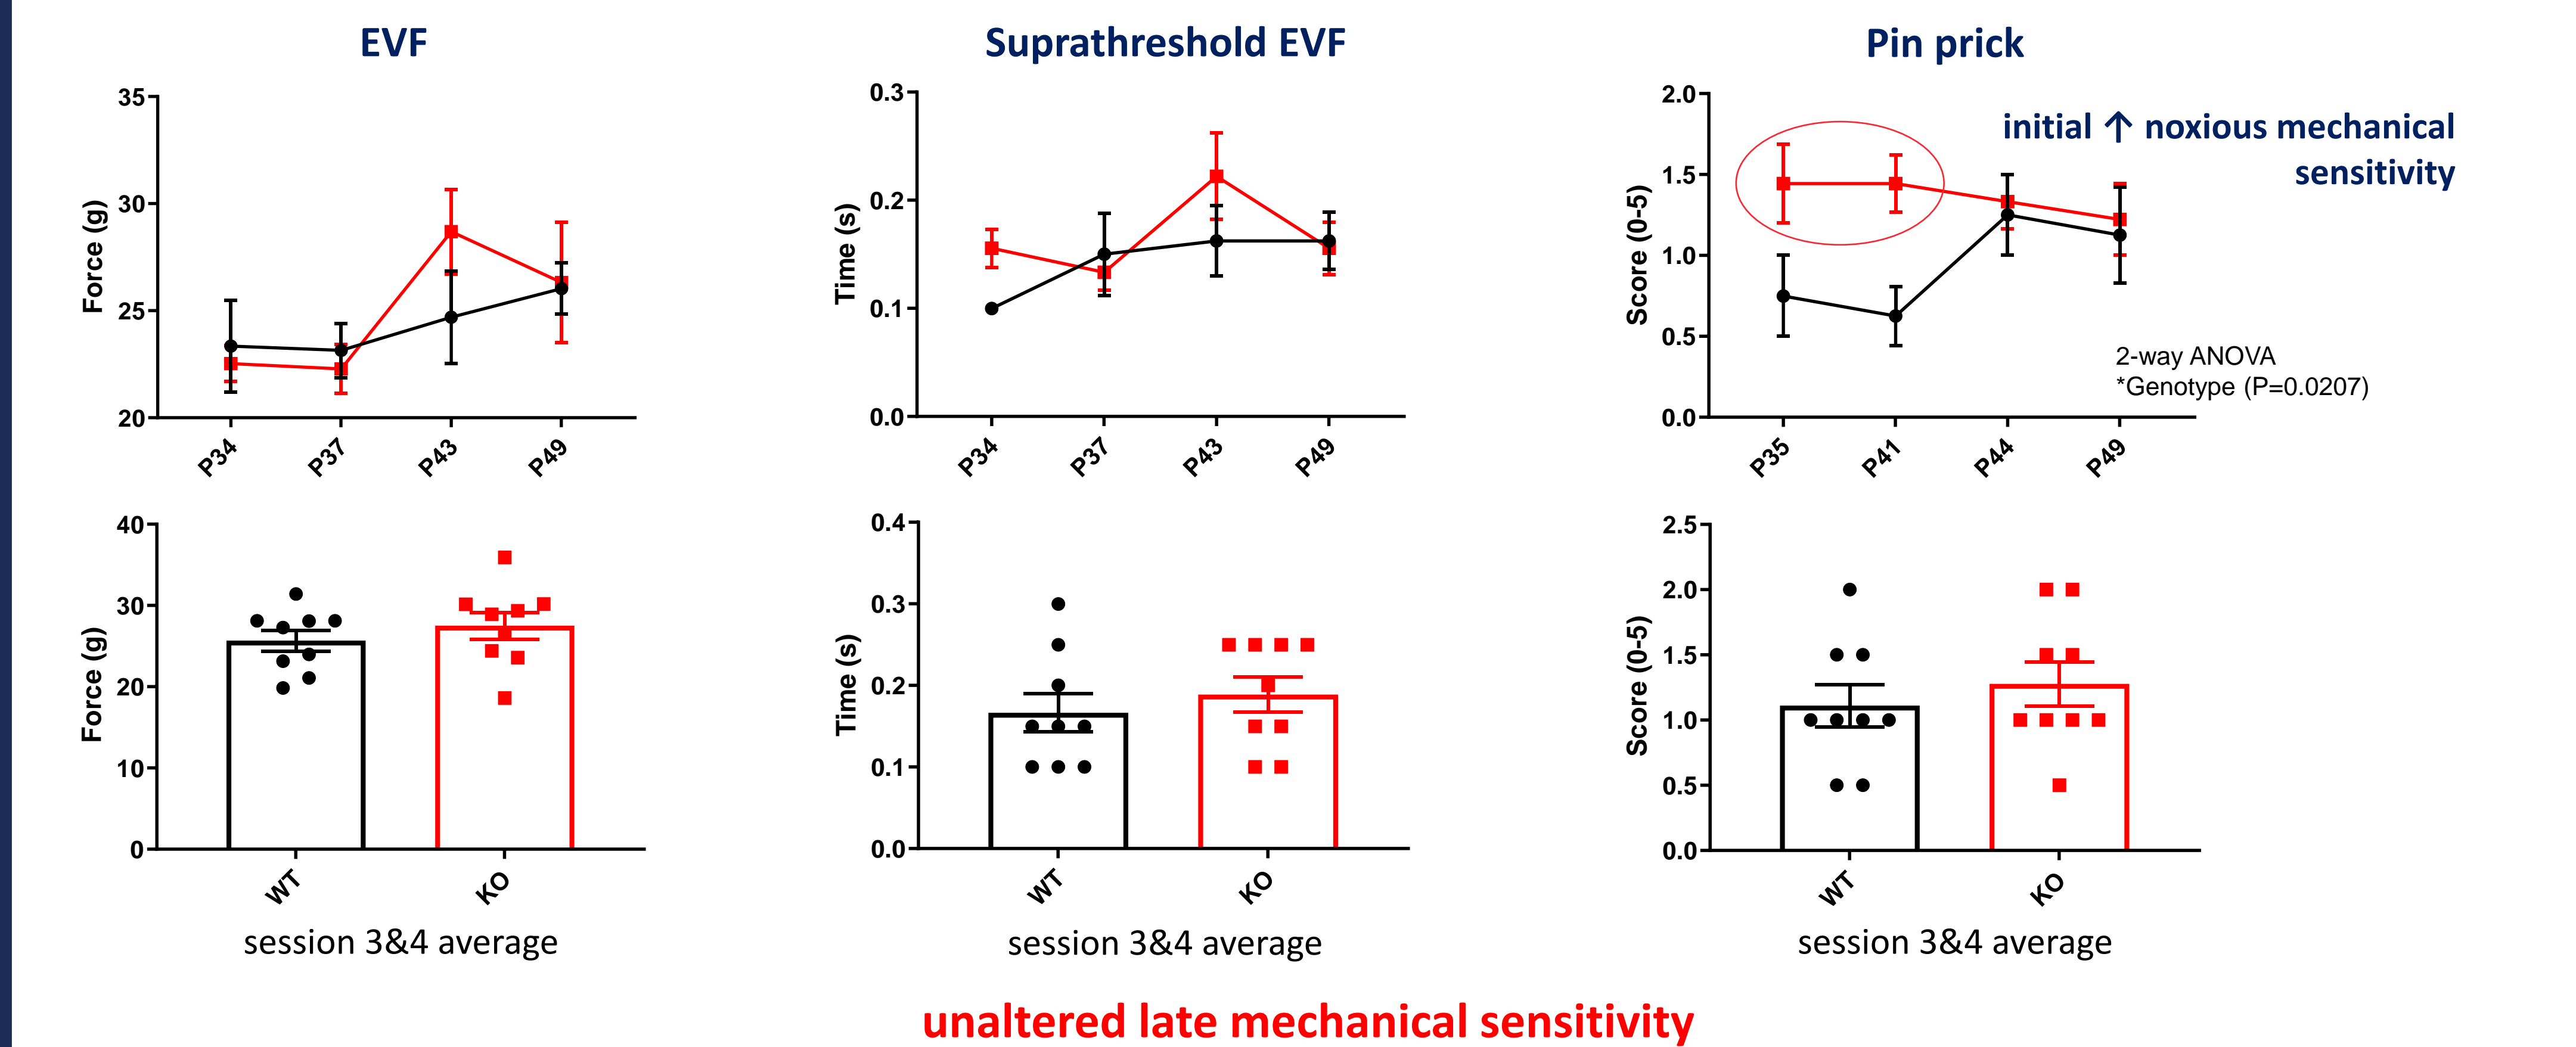 EVF
35
30
25
20
Force (g)
P34
P37
P43
P49
Suprathreshold EVF
0.3
0.2
0.1
0.0
Time (s)
P34
P37
P43
P49
Pin prick
2.0
1.5
1.0
0.5
0.0
Score (0-5)
initial ↑ noxious mechanical
sensitivity
2-way ANOVA
*Genotype (P=0.0207)
P35
P41
P44
P49
40
30
20
10
0
Force (g)
WT
KO
session 3&4 average
0.4
0.3
0.2
0.1
0.0
Time (s)
WT
KO
session 3&4 average
2.5
2.0
1.5
1.0
0.5
0.0
Score (0-5)
WT
KO
session 3&4 average
unaltered late mechanical sensitivity